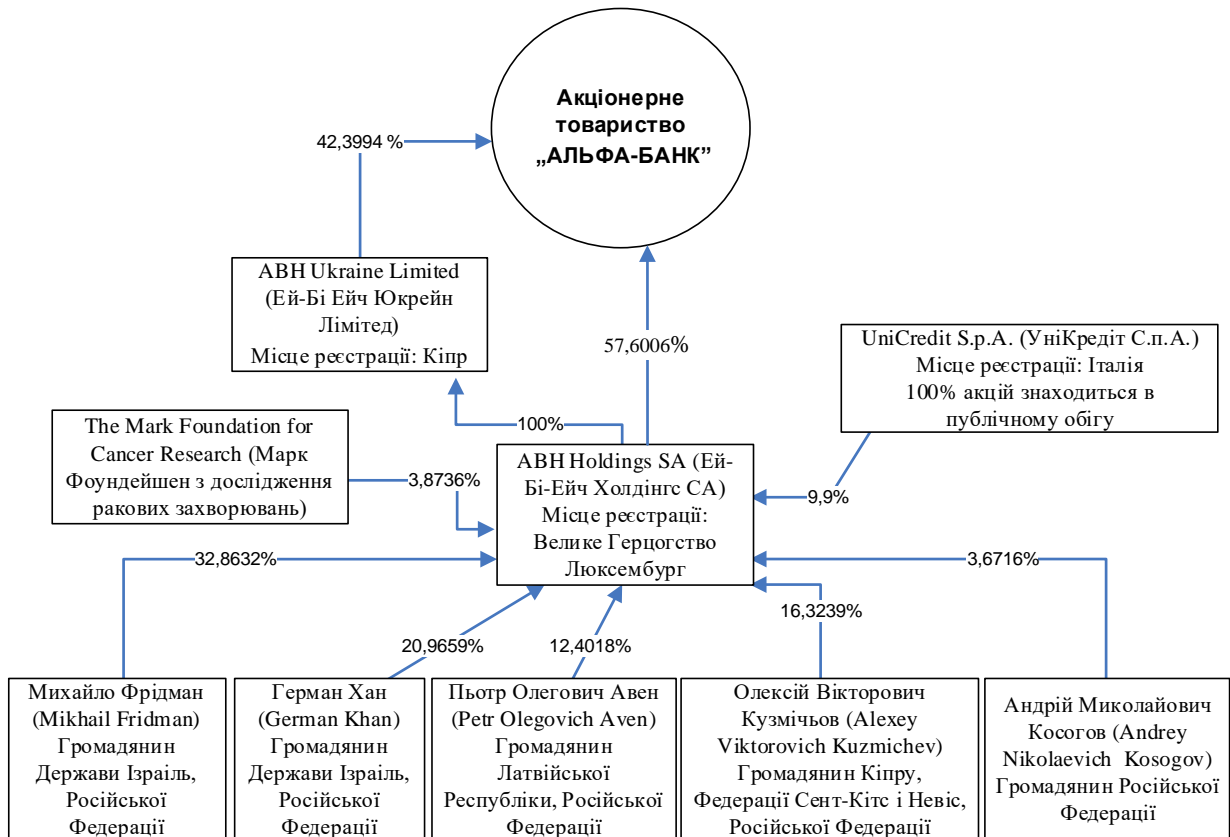 Акціонерне
товариство
„АЛЬФА-БАНК”
42,3994 %
ABH Ukraine Limited
(Ей-Бі Ейч Юкрейн
Лімітед)
Місце реєстрації: Кіпр
57,6006%
UniCredit S.p.A. (УніКредіт С.п.А.)
Місце реєстрації: Італія
100% акцій знаходиться в
публічному обігу
100%
The Mark Foundation for
Cancer Research (Марк
Фоундейшен з дослідження
ракових захворювань)
3,8736%
ABH Holdings SA (Ей-
Бі-Ейч Холдінгс СА)
Місце реєстрації:
Велике Герцогство
Люксембург
9,9%
32,8632%
3,6716%
16,3239%
20,9659%
12,4018%
Михайло Фрідман
(Mikhail Fridman)
Громадянин
Держави Ізраіль,
Російської
Федерації
Герман Хан
(German Khan)
Громадянин
Держави Ізраіль,
Російської
Федерації
Пьотр Олегович Авен
(Petr Olegovich Aven)
Громадянин
Латвійської
Республіки, Російської
Федерації
Олексій Вікторович
Кузмічьов (Alexey
Viktorovich Kuzmichev)
Громадянин Кіпру,
Федерації Сент-Кітс і Невіс,
Російської Федерації
Андрій Миколайович
Косогов (Andrey
Nikolaevich Kosogov)
Громадянин Російської
Федерації